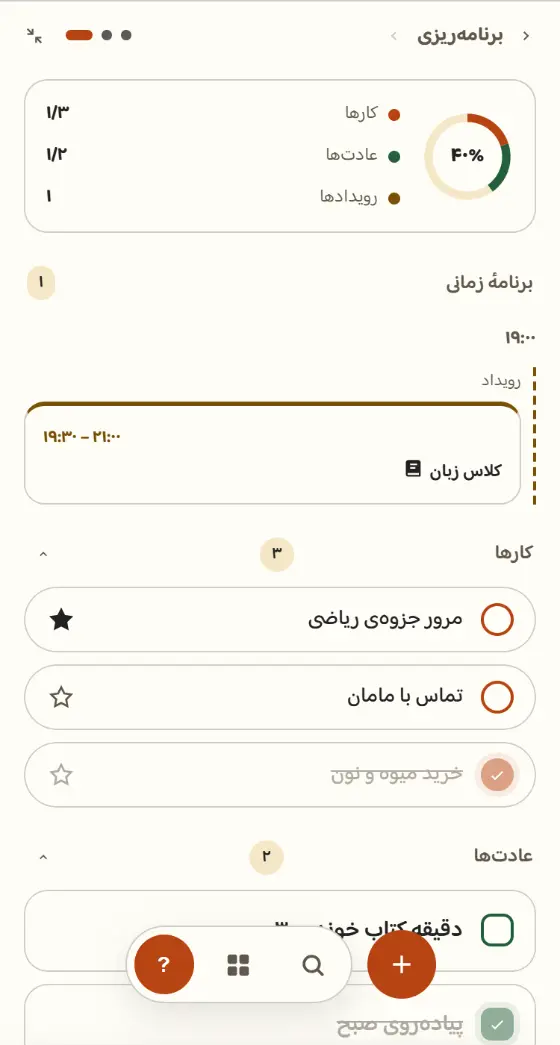 برنامه‌ریزی
۴۰%
کارها ۱/۳
عادت‌ها ۱/۲
رویدادها ۱
برنامهٔ زمانی ۱
۱۹:۰۰
رویداد
۱۹:۳۰ – ۲۱:۰۰
کلاس زبان
کارها ۳
مرور جزوه‌ی ریاضی
تماس با مامان
خرید میوه و نون
عادت‌ها ۲
دقیقه کتاب خوندن
?
+
پیاده‌روی صبح